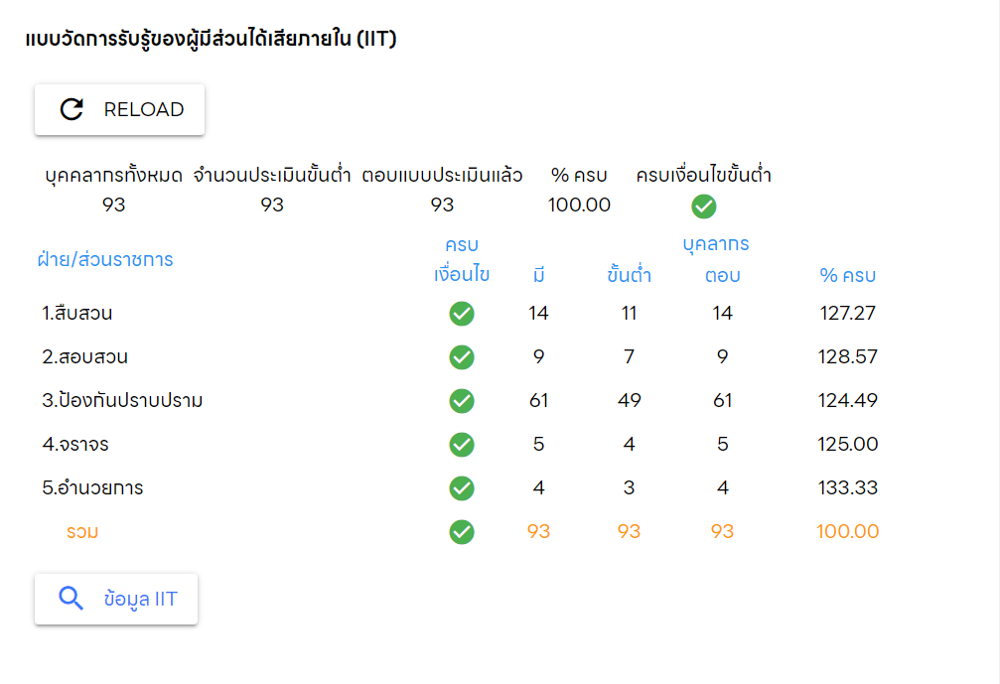 แบบวัดการรับรู้ของผู้มีส่วนได้เสียภายใน (IIT)
RELOAD
บุคคลากรทั้งหมด จำนวนประเมินขั้นต่ำ ตอบแบบประเมินแล้ว % ครบ ครบเงื่อนไขขั้นต่ำ
93 93 93 100.00
ฝ่าย/ส่วนราชการ ครบเงื่อนไข มี ขั้นต่ำ บุคลากรตอบ % ครบ
1.สืบสวน 14 11 14 127.27
2.สอบสวน 9 7 9 128.57
3.ป้องกันปราบปราม 61 49 61 124.49
4.จราจร 5 4 5 125.00
5.อำนวยการ 4 3 4 133.33
รวม 93 93 93 100.00
ข้อมูล IIT